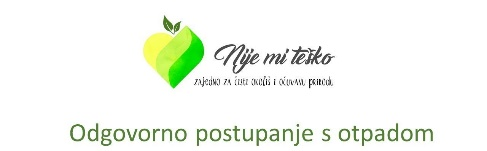 Nije mi teško
zajedno za čisti okoliš i očuvanu prirodu
Odgovorno postupanje s otpadom